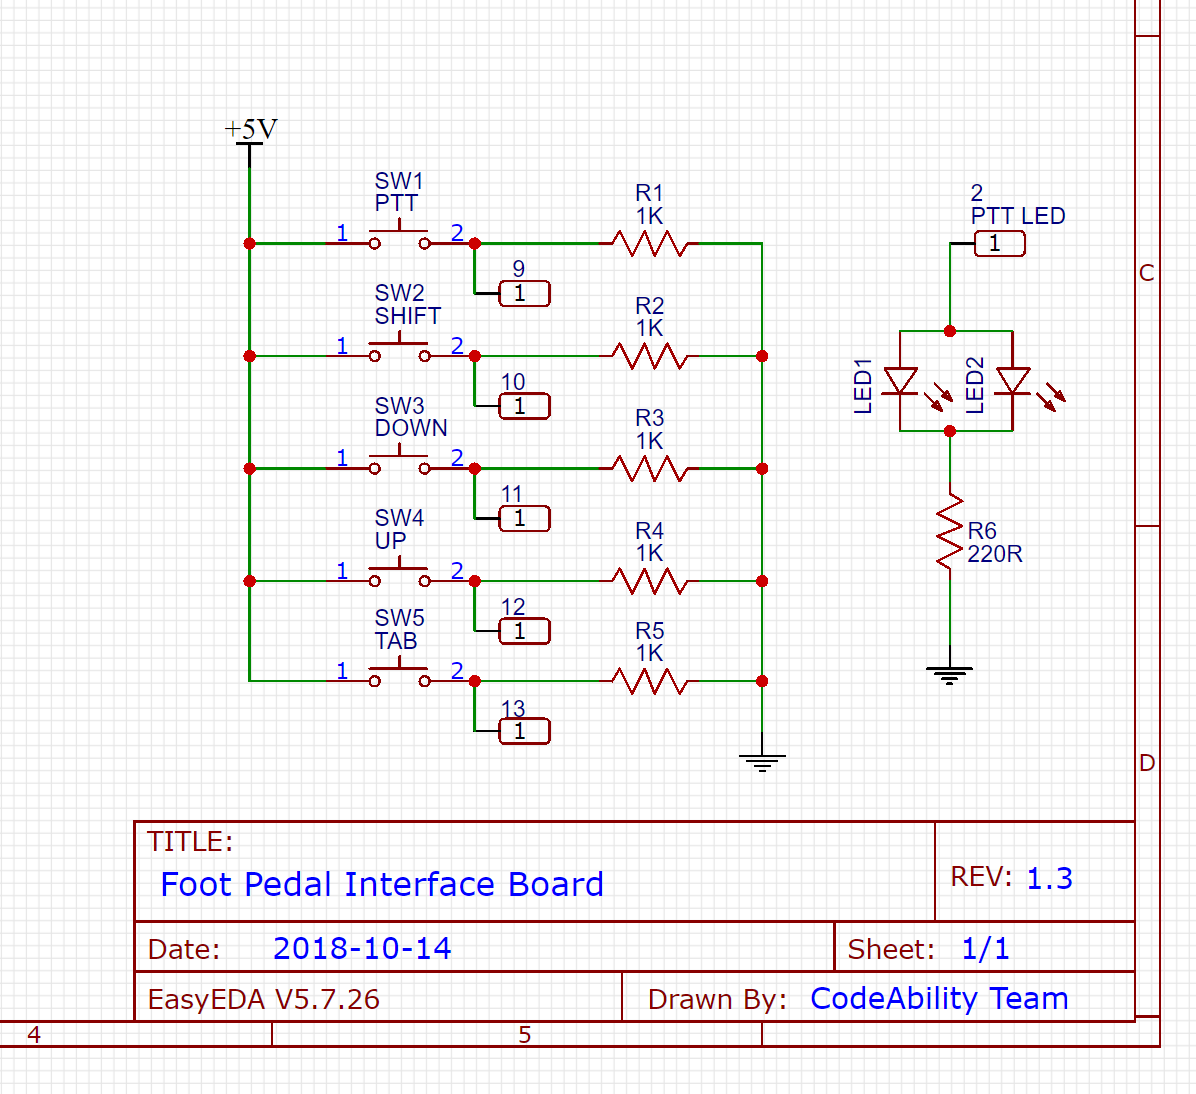 +5V
SW1
PTT
1
2
R1
1K
9
1
SW2
SHIFT
1
2
R2
1K
10
1
SW3
DOWN
1
2
R3
1K
11
1
SW4
UP
1
2
R4
1K
12
1
SW5
TAB
1
2
R5
1K
13
1
2
PTT LED
1
LED1
LED2
R6
220R
C
D
TITLE:
Foot Pedal Interface Board
REV: 1.3
Date: 2018-10-14
Sheet: 1/1
EasyEDA V5.7.26
Drawn By: CodeAbility Team
4
5